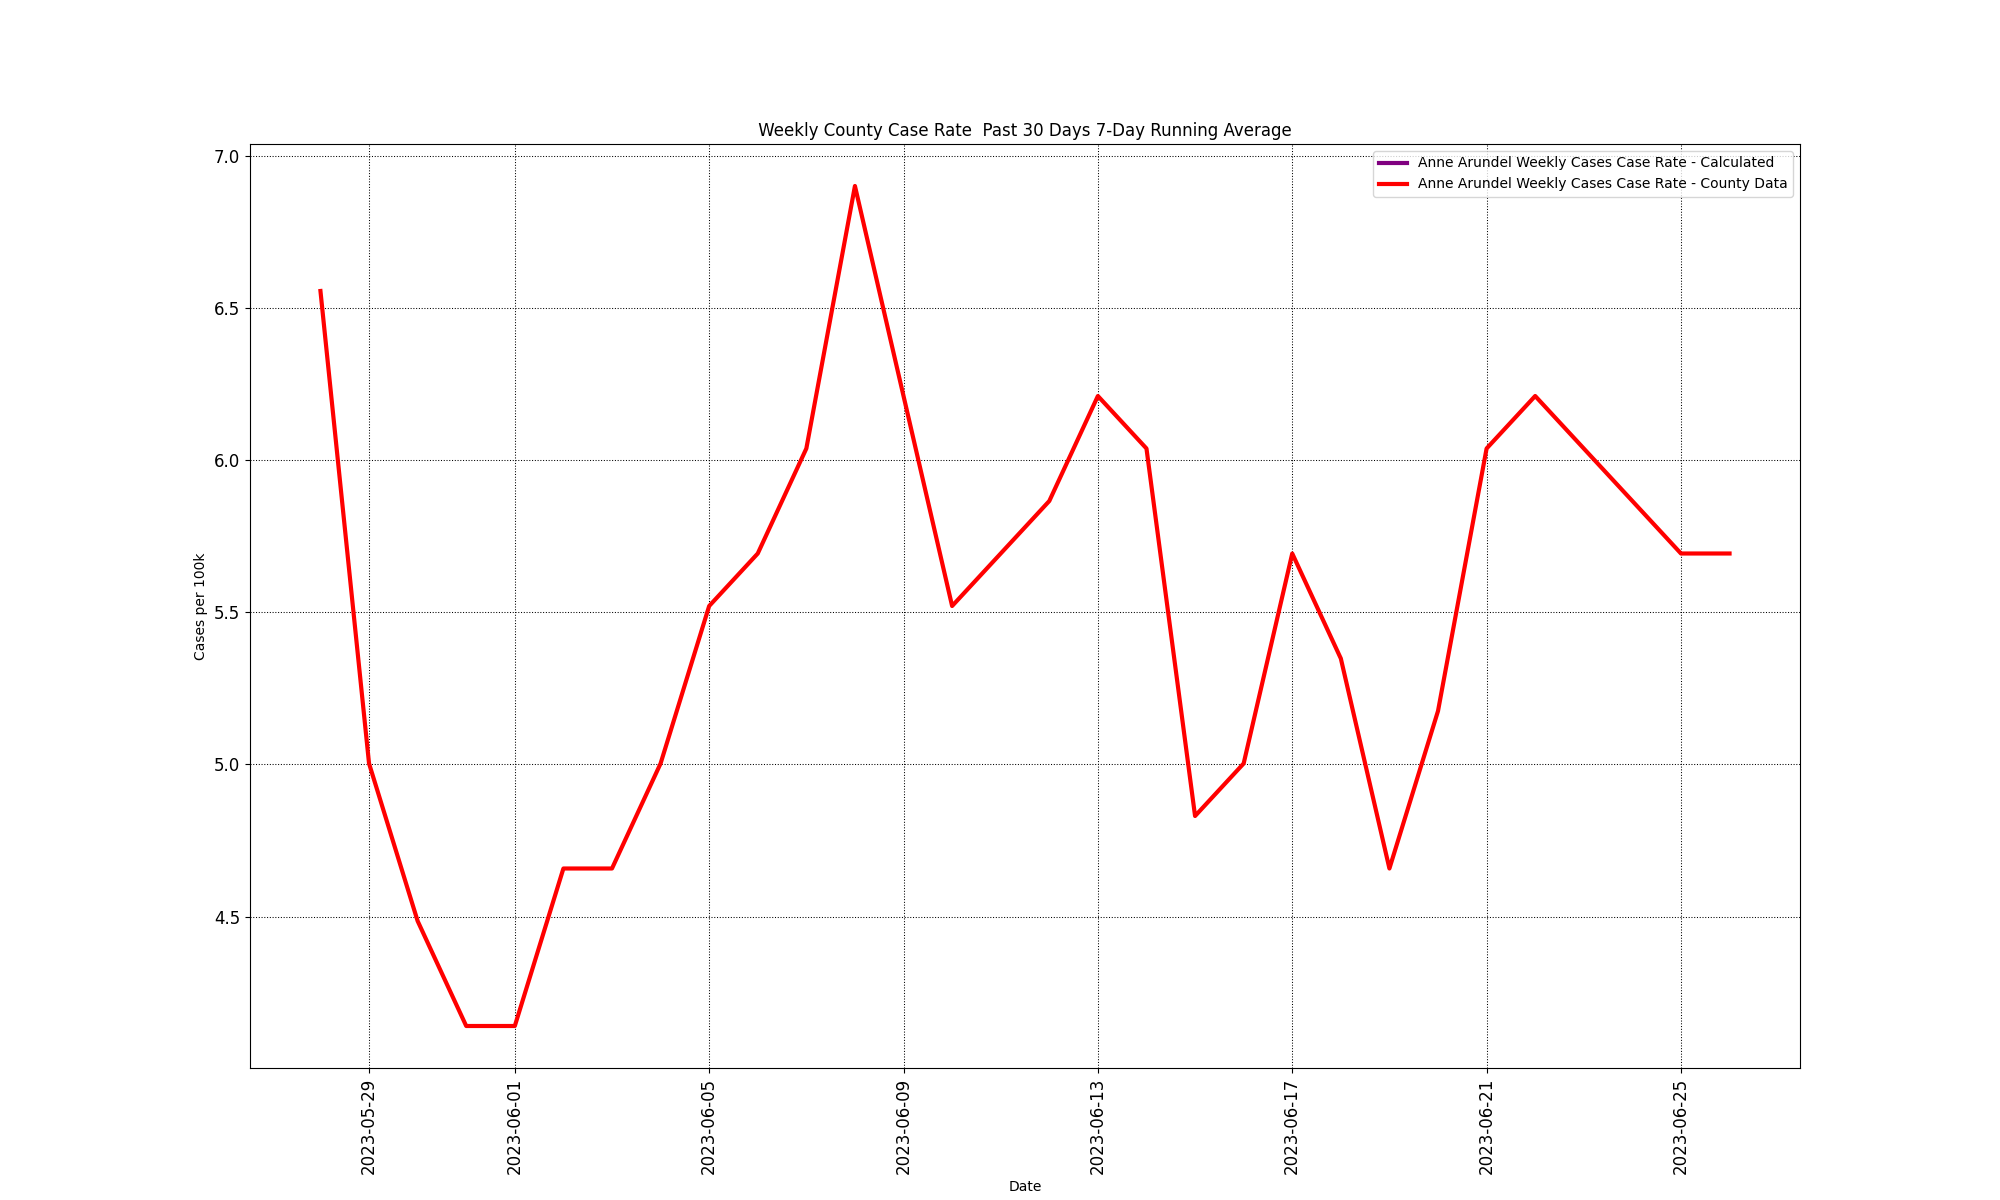 Weekly County Case Rate  Past 30 Days 7-Day Running Average
Anne Arundel Weekly Cases Case Rate - Calculated
Anne Arundel Weekly Cases Case Rate - County Data
Cases per 100k
7.0
6.5
6.0
5.5
5.0
4.5
2023-05-29
2023-06-01
2023-06-05
2023-06-09
2023-06-13
2023-06-17
2023-06-21
2023-06-25
Date